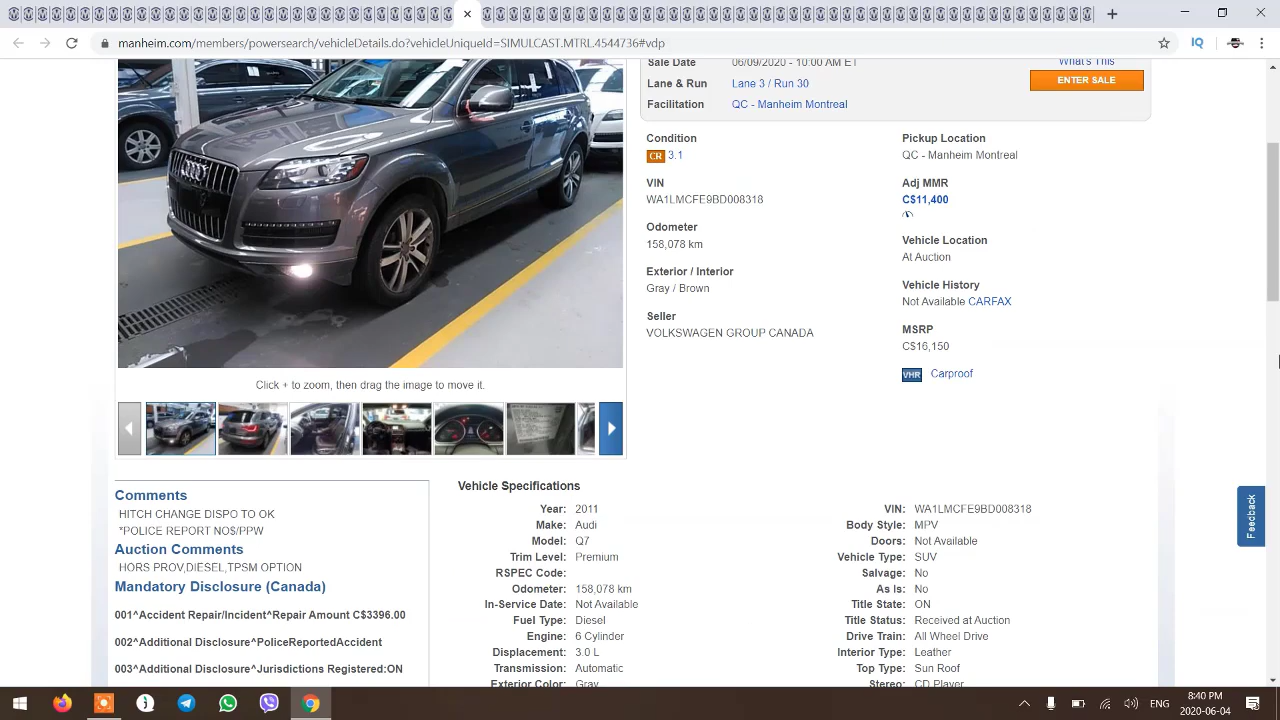 manheim.com/members/powersearch/vehicleDetails.do?vehicleUniqueId=SIMULCAST.MTRL.4544736#vdp
IQ
Sale Date 06/09/2020 - 10:00 AM ET
What's This
ENTER SALE
Lane & Run Lane 3 / Run 30
Facilitation QC - Manheim Montreal
Condition
CR 3.1
VIN
WA1LMCFE9BD008318
Odometer
158,078 km
Exterior / Interior
Gray / Brown
Seller
VOLKSWAGEN GROUP CANADA
Pickup Location
QC - Manheim Montreal
Adj MMR
C$11,400
Vehicle Location
At Auction
Vehicle History
Not Available CARFAX
MSRP
C$16,150
VHR Carproof
Click + to zoom, then drag the image to move it.
Comments
HITCH CHANGE DISPO TO OK
*POLICE REPORT NO$/PPW
Auction Comments
HORS PROV,DIESEL,TPSM OPTION
Mandatory Disclosure (Canada)
001^Accident Repair/Incident^Repair Amount C$3396.00
002^Additional Disclosure^PoliceReportedAccident
003^Additional Disclosure^Jurisdictions Registered:ON
Vehicle Specifications
Year: 2011
Make: Audi
Model: Q7
Trim Level: Premium
RSPEC Code:
Odometer: 158,078 km
In-Service Date: Not Available
Fuel Type: Diesel
Engine: 6 Cylinder
Displacement: 3.0 L
Transmission: Automatic
Exterior Color: Gray
VIN: WA1LMCFE9BD008318
Body Style: MPV
Doors: Not Available
Vehicle Type: SUV
Salvage: No
As Is: No
Title State: ON
Title Status: Received at Auction
Drive Train: All Wheel Drive
Interior Type: Leather
Top Type: Sun Roof
Stereo: CD Player
Feedback
ENG
8:40 PM
2020-06-04